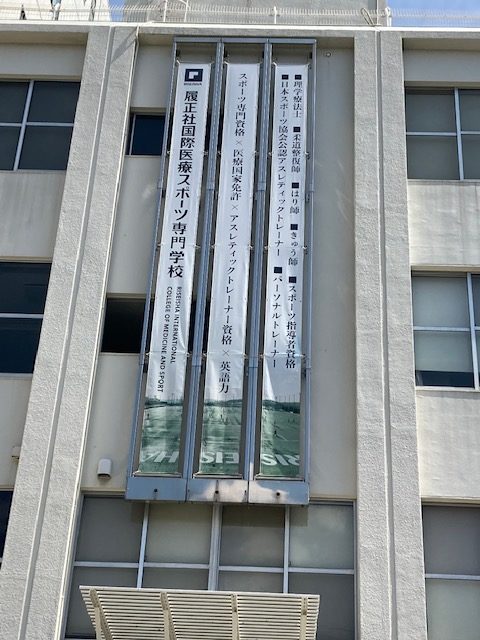 RISEISHA
履正社国際医療スポーツ専門学校
RISEISHA INTERNATIONAL
COLLEGE OF MEDICINE AND SPORT
スポーツ専門資格×医療国家免許×アスレティックトレーナー資格×英語力
■理学療法士 ■柔道整復師 ■はり師 ■きゅう師 ■スポーツ指導者資格
■日本スポーツ協会公認アスレティックトレーナー ■パーソナルトレーナー